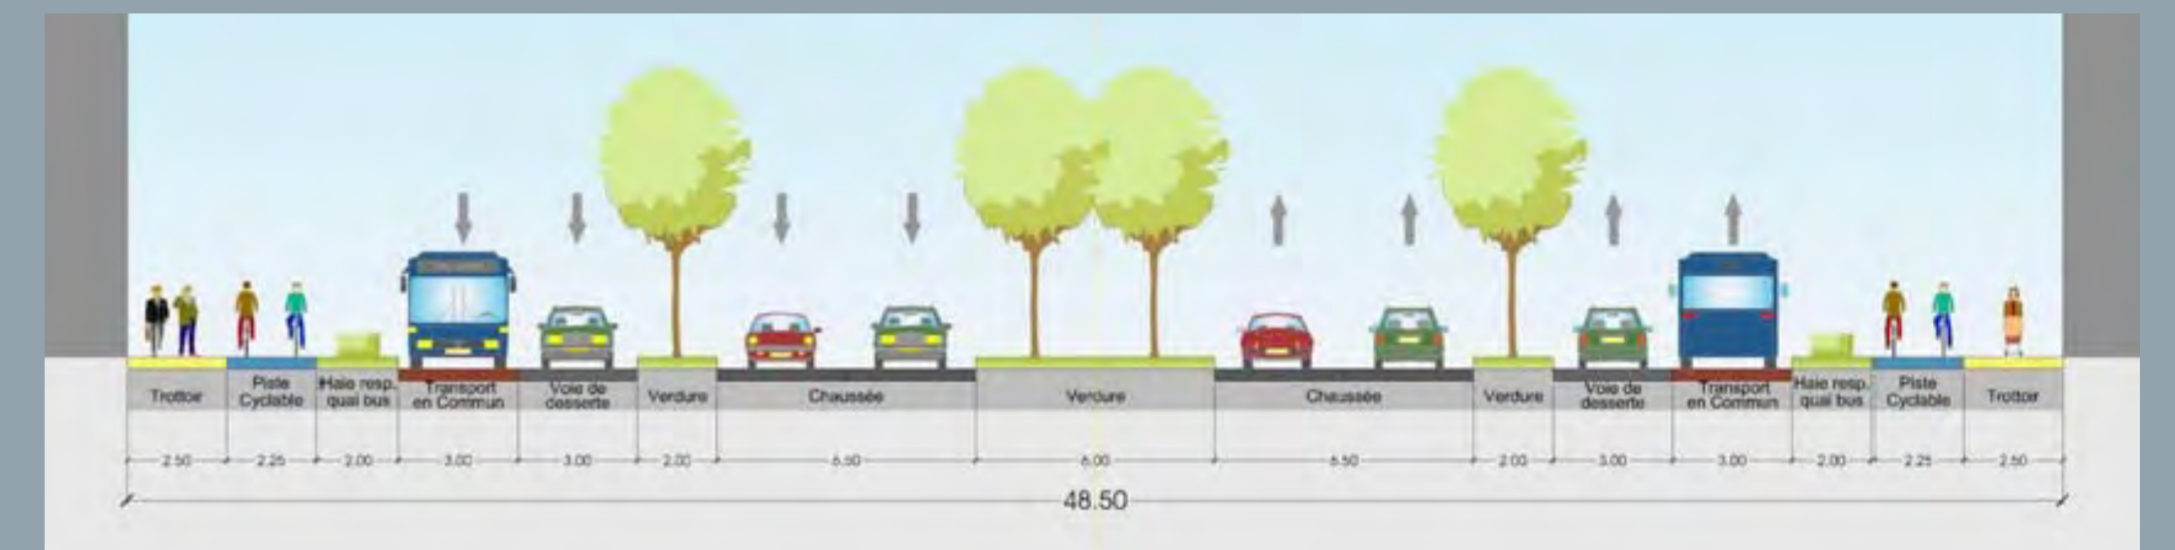 Trottoir
Piste
Cyclable
Haie resp.
quai bus
Transport
en Commun
Voie de
desserte
Verdure
Chaussée
Verdure
Chaussée
Verdure
Voie de
desserte
Transport
en Commun
Haie resp.
quai bus
Piste
Cyclable
Trottoir
2.50 2.25 2.00 3.00 3.00 2.00 6.50 6.00 6.50 2.00 3.00 3.00 2.00 2.25 2.50
48.50